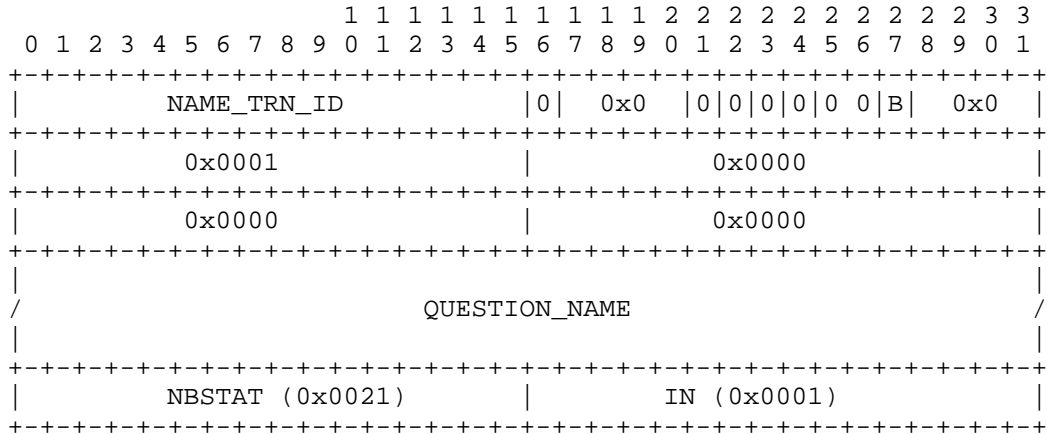 1 1 1 1 1 1 1 1 1 1 2 2 2 2 2 2 2 2 2 2 3 3
 0 1 2 3 4 5 6 7 8 9 0 1 2 3 4 5 6 7 8 9 0 1 2 3 4 5 6 7 8 9 0 1
+-+-+-+-+-+-+-+-+-+-+-+-+-+-+-+-+-+-+-+-+-+-+-+-+-+-+-+-+-+-+-+-+
|         NAME_TRN_ID           |0|  0x0  |0|0|0|0|0 0|B|  0x0  |
+-+-+-+-+-+-+-+-+-+-+-+-+-+-+-+-+-+-+-+-+-+-+-+-+-+-+-+-+-+-+-+-+
|          0x0001               |           0x0000              |
+-+-+-+-+-+-+-+-+-+-+-+-+-+-+-+-+-+-+-+-+-+-+-+-+-+-+-+-+-+-+-+-+
|          0x0000               |           0x0000              |
+-+-+-+-+-+-+-+-+-+-+-+-+-+-+-+-+-+-+-+-+-+-+-+-+-+-+-+-+-+-+-+-+
|                                                               |
/                         QUESTION_NAME                         /
|                                                               |
+-+-+-+-+-+-+-+-+-+-+-+-+-+-+-+-+-+-+-+-+-+-+-+-+-+-+-+-+-+-+-+-+
|         NBSTAT (0x0021)       |        IN (0x0001)            |
+-+-+-+-+-+-+-+-+-+-+-+-+-+-+-+-+-+-+-+-+-+-+-+-+-+-+-+-+-+-+-+-+